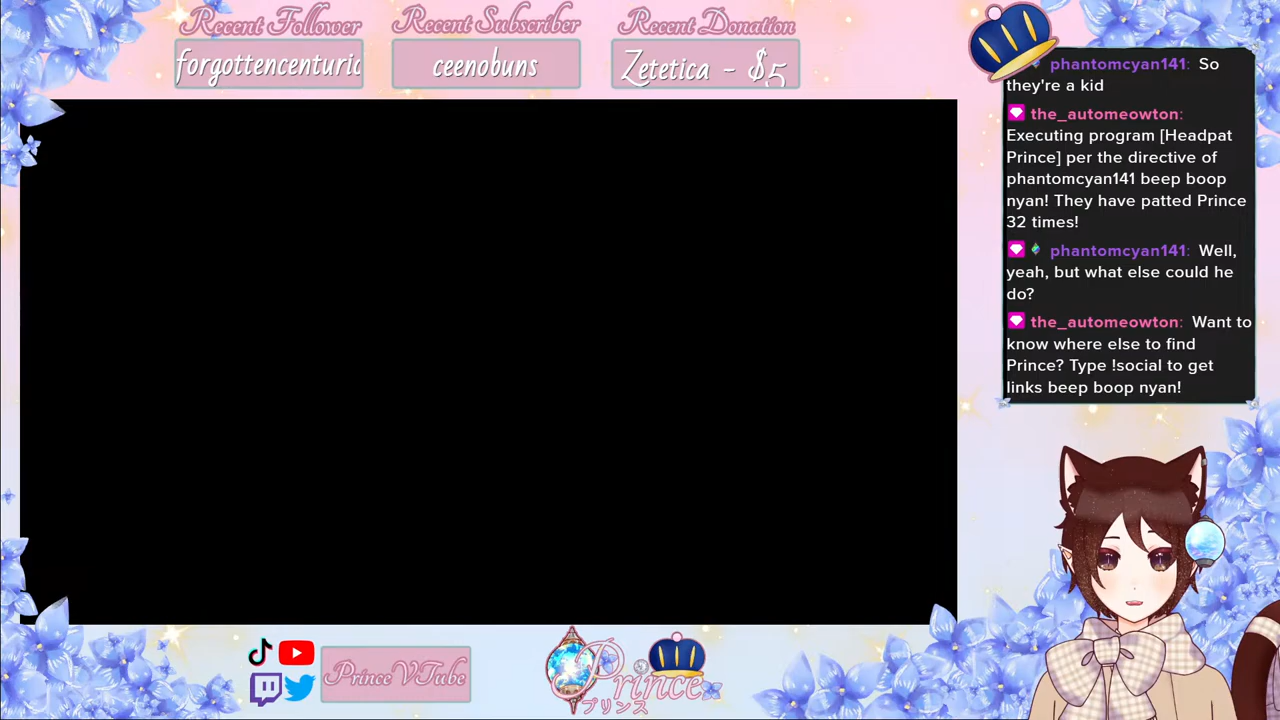 Recent Follower
Recent Subscriber
Recent Donation
forgottencenturic
ceenobuns
Zetetica - $5
phantomcyan141: So
they're a kid
the_automeowton:
Executing program [Headpat
Prince] per the directive of
phantomcyan141 beep boop
nyan! They have patted Prince
32 times!
phantomcyan141: Well,
yeah, but what else could he
do?
the_automeowton: Want to
know where else to find
Prince? Type !social to get
links beep boop nyan!
PrinceVTube
Prince
プリンス